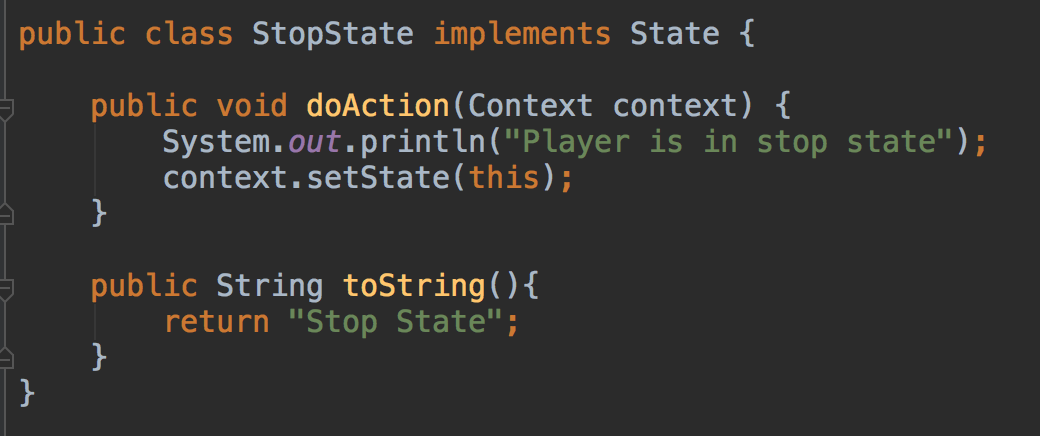 public class StopState implements State {
public void doAction(Context context) {
System.out.println("Player is in stop state");
context.setState(this);
}
public String toString(){
return "Stop State";
}
}